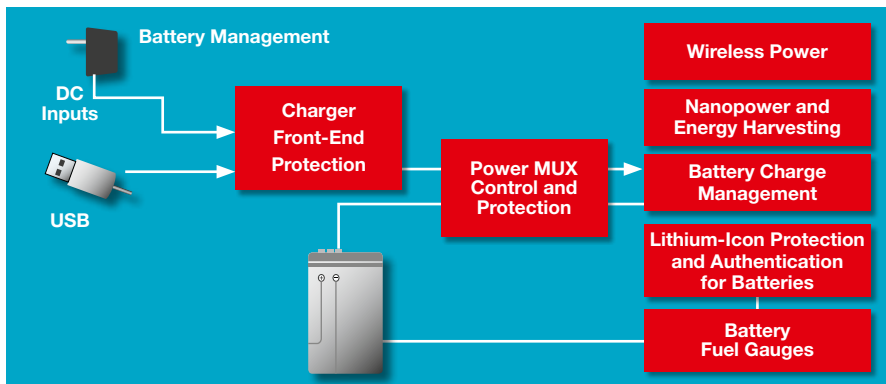 Battery Management
DC
Inputs
USB
Charger
Front-End
Protection
Power MUX
Control and
Protection
Wireless Power
Nanopower and
Energy Harvesting
Battery Charge
Management
Lithium-Icon Protection
and Authentication
for Batteries
Battery
Fuel Gauges